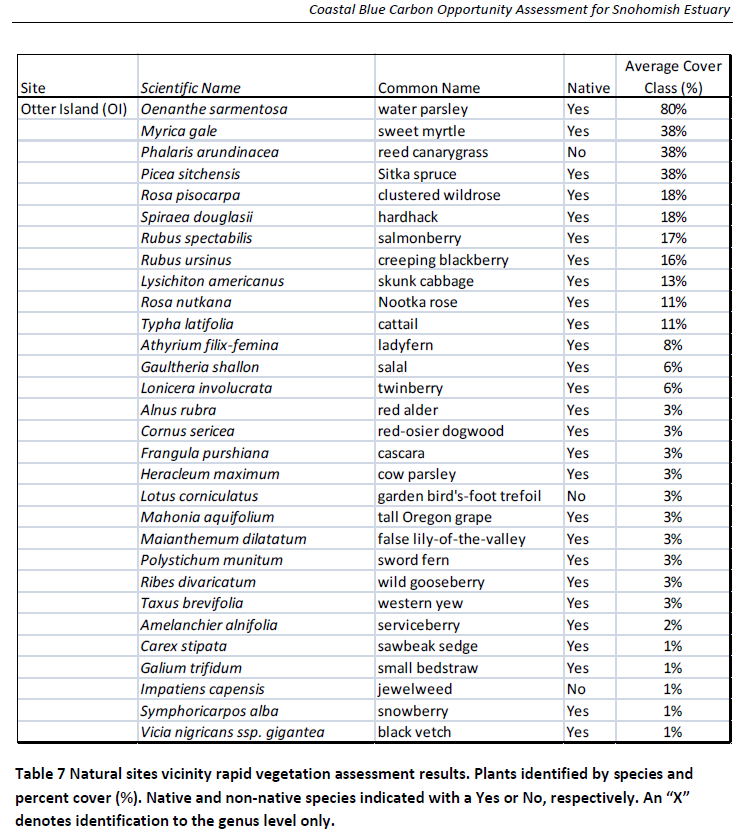 Coastal Blue Carbon Opportunity Assessment for Snohomish Estuary
Average Cover
Site Scientific Name Common Name Native Class (%)
Otter Island (OI) Oenanthe sarmentosa water parsley Yes 80%
Myrica gale sweet myrtle Yes 38%
Phalaris arundinacea reed canarygrass No 38%
Picea sitchensis Sitka spruce Yes 38%
Rosa pisocarpa clustered wildrose Yes 18%
Spiraea douglasii hardhack Yes 18%
Rubus spectabilis salmonberry Yes 17%
Rubus ursinus creeping blackberry Yes 16%
Lysichiton americanus skunk cabbage Yes 13%
Rosa nutkana Nootka rose Yes 11%
Typha latifolia cattail Yes 11%
Athyrium filix-femina ladyfern Yes 8%
Gaultheria shallon salal Yes 6%
Lonicera involucrata twinberry Yes 6%
Alnus rubra red alder Yes 3%
Cornus sericea red-osier dogwood Yes 3%
Frangula purshiana cascara Yes 3%
Heracleum maximum cow parsley Yes 3%
Lotus corniculatus garden bird's-foot trefoil No 3%
Mahonia aquifolium tall Oregon grape Yes 3%
Maianthemum dilatatum false lily-of-the-valley Yes 3%
Polystichum munitum sword fern Yes 3%
Ribes divaricatum wild gooseberry Yes 3%
Taxus brevifolia western yew Yes 3%
Amelanchier alnifolia serviceberry Yes 2%
Carex stipata sawbeak sedge Yes 1%
Galium trifidum small bedstraw Yes 1%
Impatiens capensis jewelweed No 1%
Symphoricarpos alba snowberry Yes 1%
Vicia nigricans ssp. gigantea black vetch Yes 1%
Table 7 Natural sites vicinity rapid vegetation assessment results. Plants identified by species and
percent cover (%). Native and non-native species indicated with a Yes or No, respectively. An “X”
denotes identification to the genus level only.